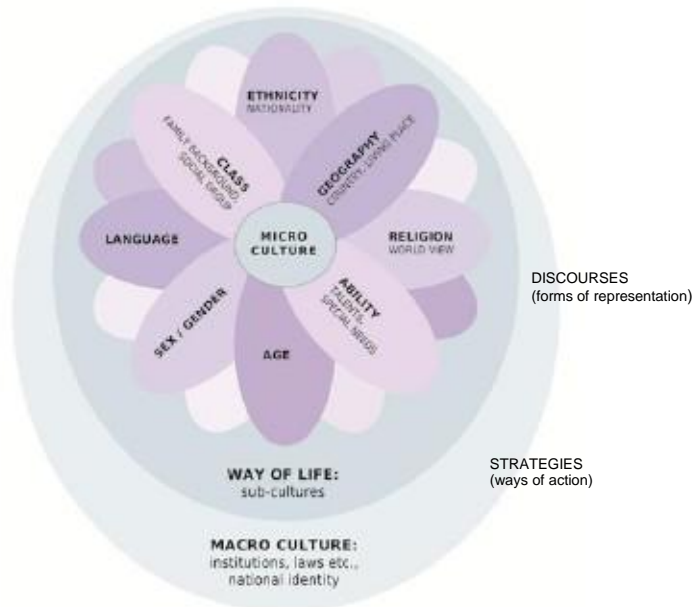 ETHNICITY
NATIONALITY
CLASS
FAMILY BACKGROUND,
SOCIAL GROUP
GEOGRAPHY
COUNTRY, LIVING PLACE
LANGUAGE
MICRO
CULTURE
RELIGION
WORLD VIEW
SEX / GENDER
ABILITY
TALENTS,
SPECIAL NEEDS
AGE
DISCOURSES
(forms of representation)
STRATEGIES
(ways of action)
WAY OF LIFE:
sub-cultures
MACRO CULTURE:
institutions, laws etc.,
national identity